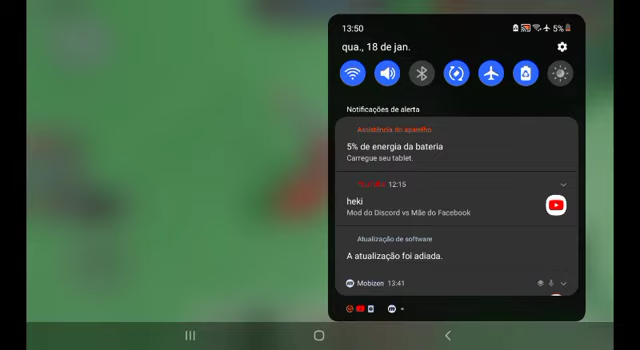 13:50
5%
qua., 18 de jan.
Notificações de alerta
Assistência do aparelho
5% de energia da bateria
Carregue seu tablet.
YouTube 12:15
heki
Mod do Discord vs Mãe do Facebook
Atualização de software
A atualização foi adiada.
Mobizen 13:41